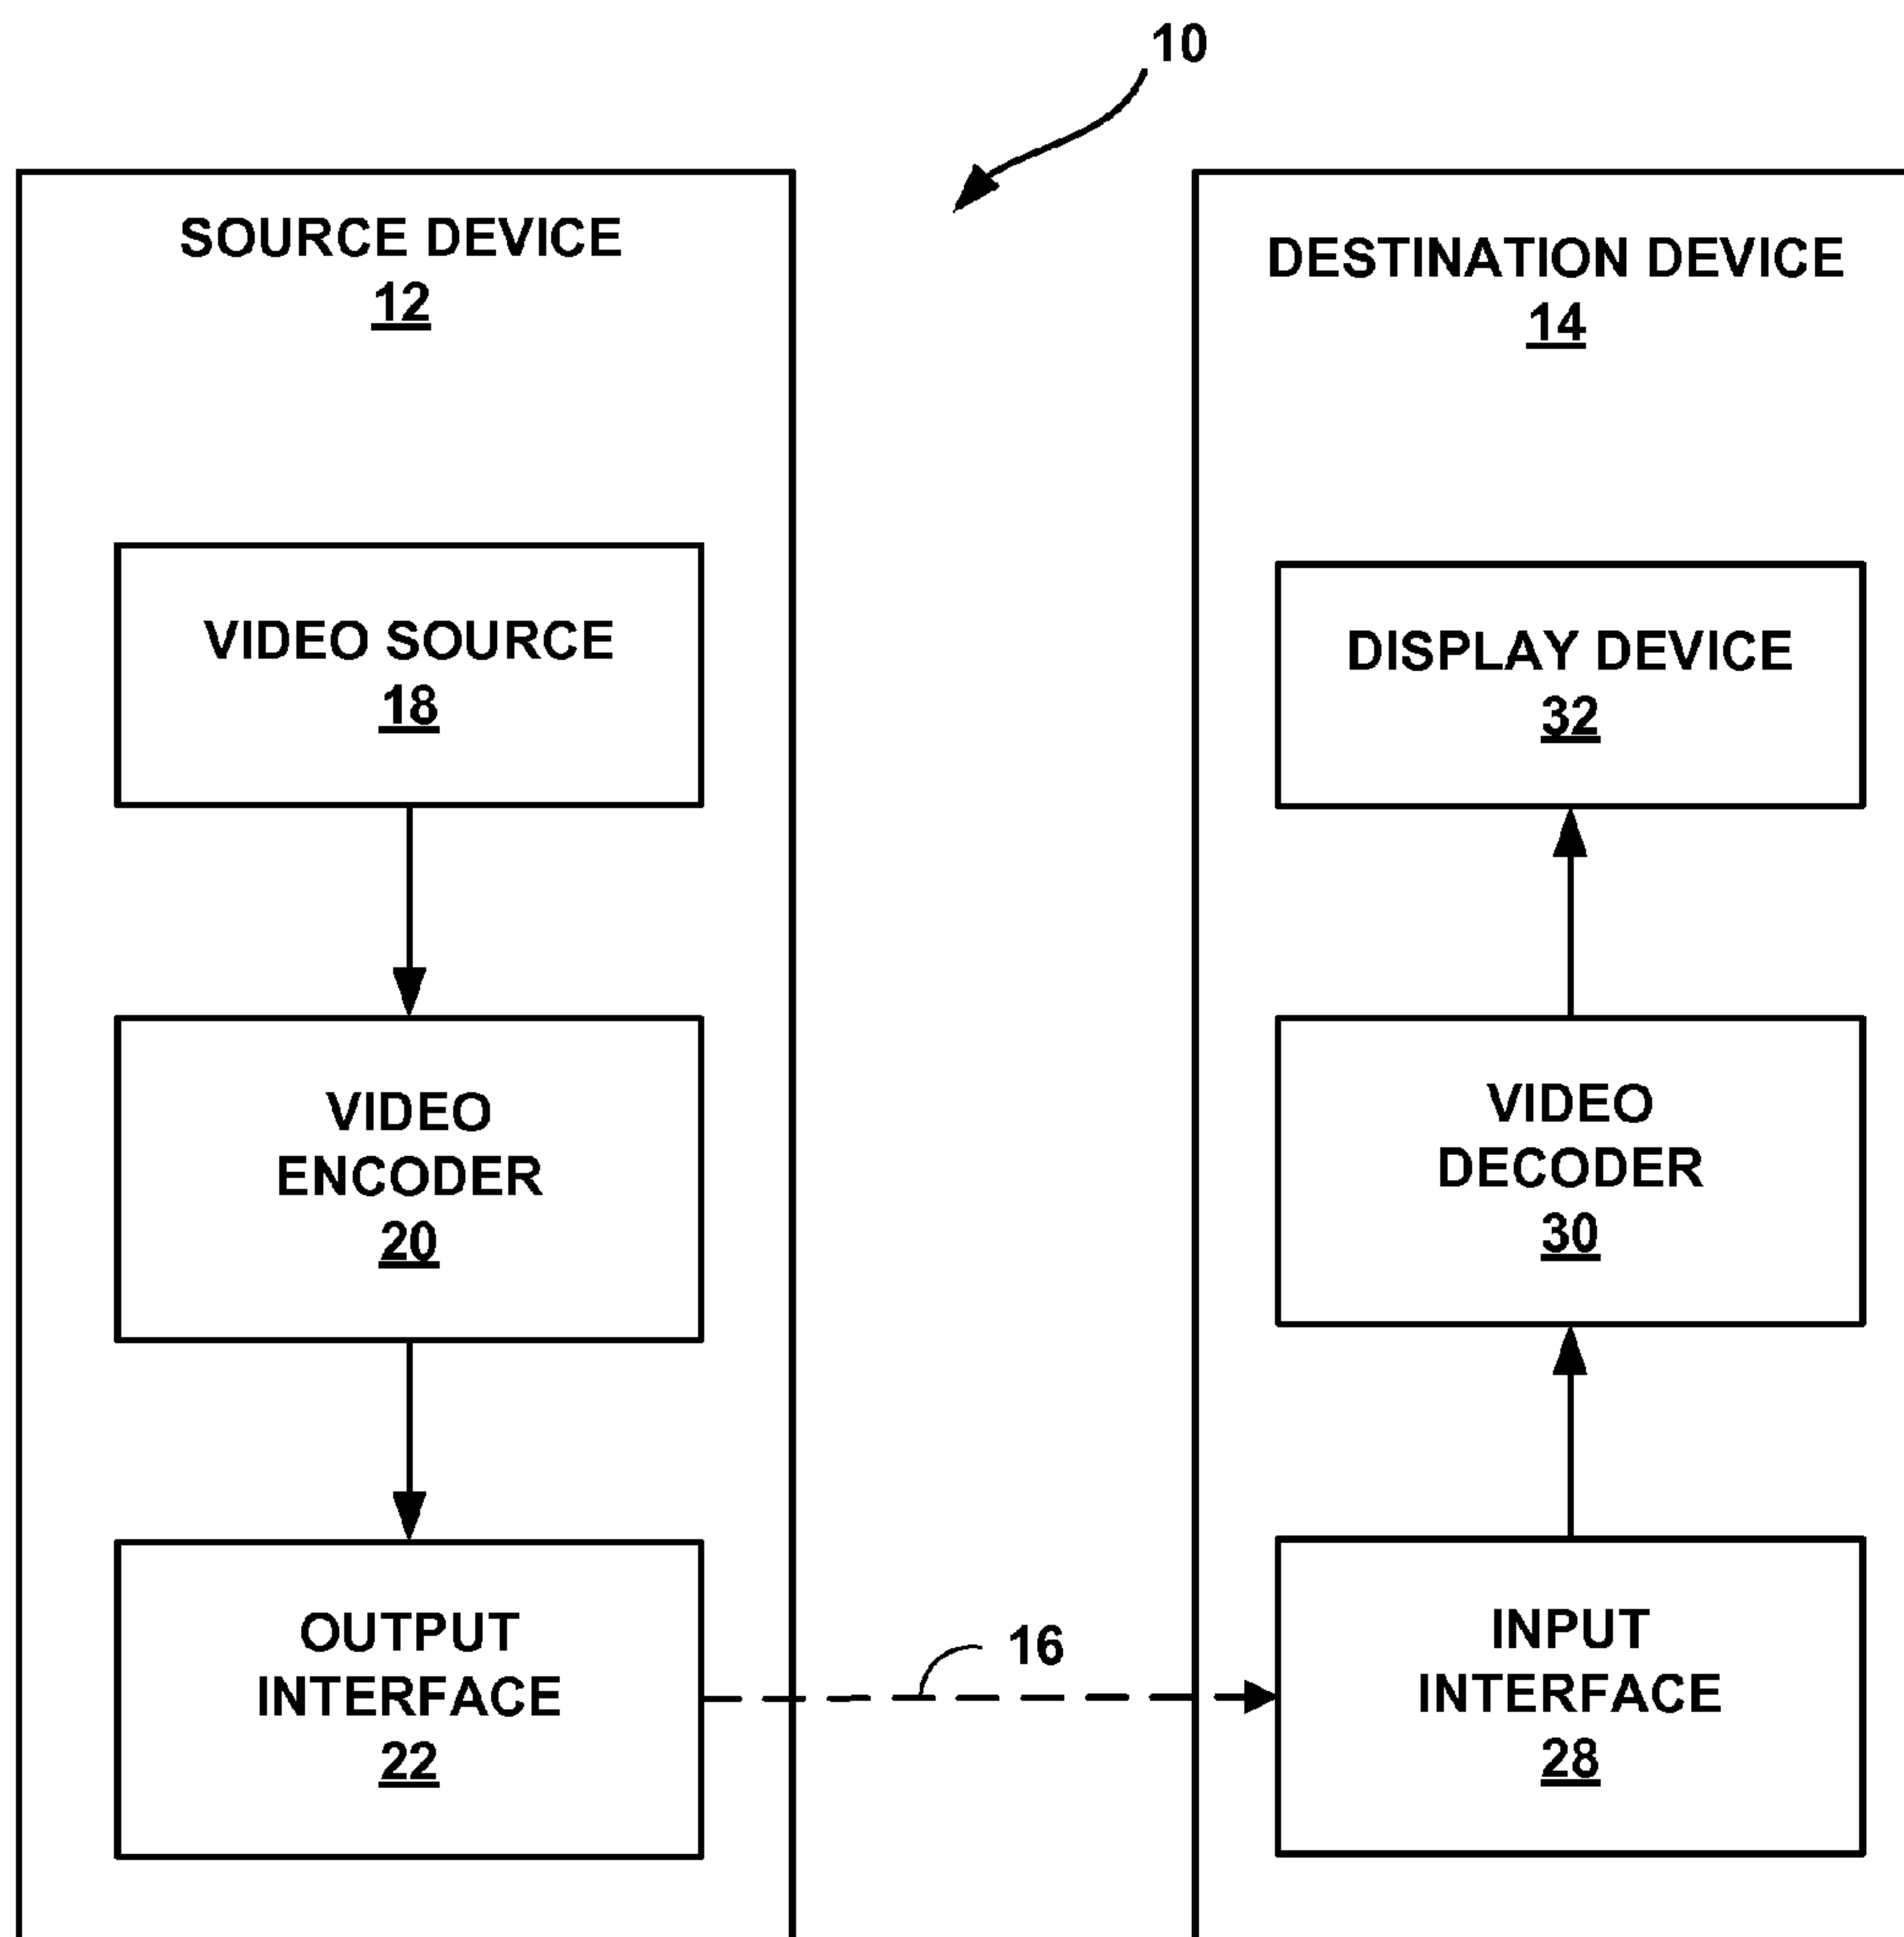 10
SOURCE DEVICE
12
VIDEO SOURCE
18
VIDEO
ENCODER
20
OUTPUT
INTERFACE
22
16
DESTINATION DEVICE
14
DISPLAY DEVICE
32
VIDEO
DECODER
30
INPUT
INTERFACE
28